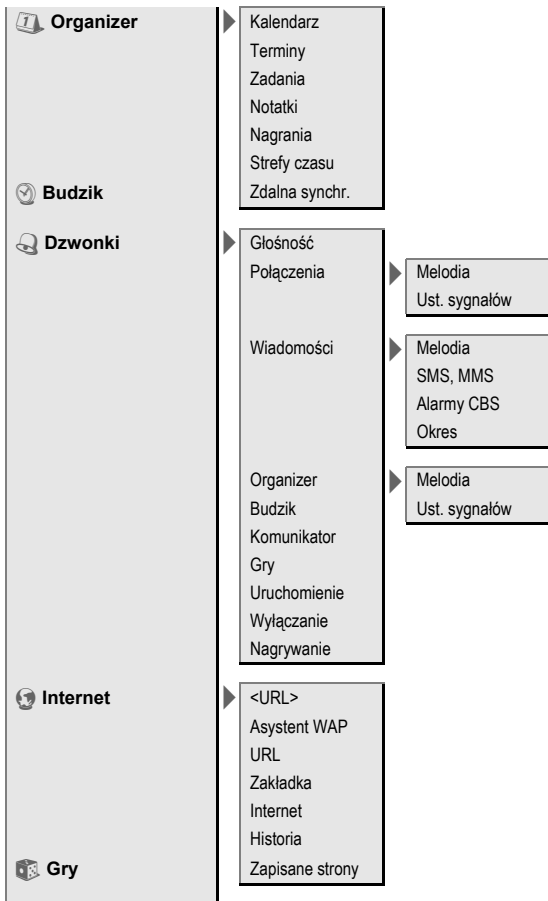 Organizer
Kalendarz
Terminy
Zadania
Notatki
Nagrania
Strefy czasu
Zdalna synchr.
Budzik
Dzwonki
Głośność
Połączenia
Melodia
Ust. sygnałów
Wiadomości
Melodia
SMS, MMS
Alarmy CBS
Okres
Organizer
Melodia
Ust. sygnałów
Budzik
Komunikator
Gry
Uruchomienie
Wyłączanie
Nagrywanie
Internet
<URL>
Asystent WAP
URL
Zakładka
Internet
Historia
Zapisane strony
Gry